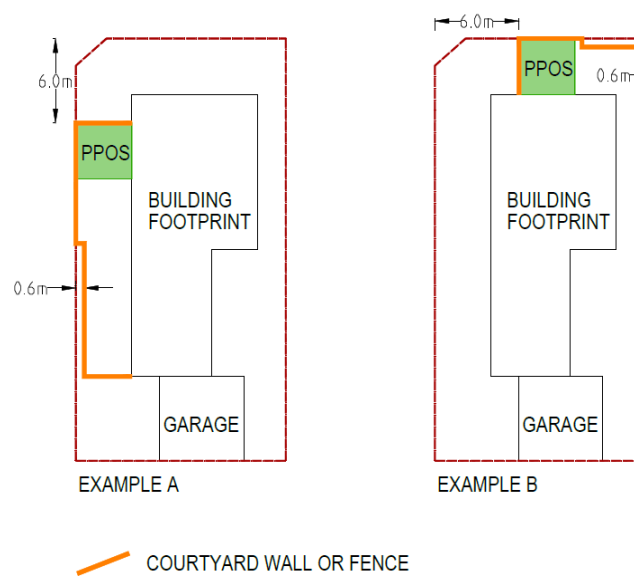 6.0m
6.0m
PPOS
0.6m
PPOS
BUILDING
FOOTPRINT
BUILDING
FOOTPRINT
0.6m
GARAGE
GARAGE
EXAMPLE A
EXAMPLE B
COURTYARD WALL OR FENCE